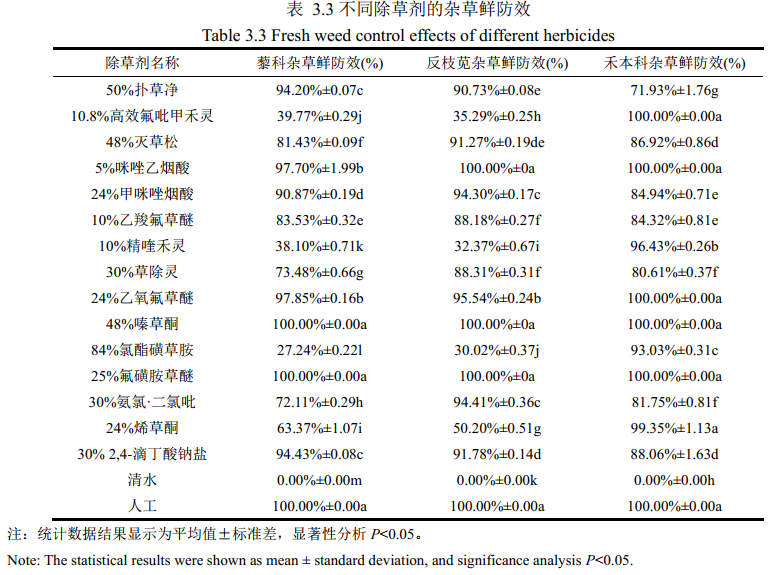 表 3.3 不同除草剂的杂草鲜防效
Table 3.3 Fresh weed control effects of different herbicides
除草剂名称 藜科杂草鲜防效(%) 反枝苋杂草鲜防效(%) 禾本科杂草鲜防效(%)
50%扑草净 94.20%±0.07c 90.73%±0.08e 71.93%±1.76g
10.8%高效氟吡甲禾灵 39.77%±0.29j 35.29%±0.25h 100.00%±0.00a
48%灭草松 81.43%±0.09f 91.27%±0.19de 86.92%±0.86d
5%咪唑乙烟酸 97.70%±1.99b 100.00%±0a 100.00%±0.00a
24%甲咪唑烟酸 90.87%±0.19d 94.30%±0.17c 84.94%±0.71e
10%乙羧氟草醚 83.53%±0.32e 88.18%±0.27f 84.32%±0.81e
10%精喹禾灵 38.10%±0.71k 32.37%±0.67i 96.43%±0.26b
30%草除灵 73.48%±0.66g 88.31%±0.31f 80.61%±0.37f
24%乙氧氟草醚 97.85%±0.16b 95.54%±0.24b 100.00%±0.00a
48%嗪草酮 100.00%±0.00a 100.00%±0a 100.00%±0.00a
84%氯酯磺草胺 27.24%±0.22l 30.02%±0.37j 93.03%±0.31c
25%氟磺胺草醚 100.00%±0.00a 100.00%±0a 100.00%±0.00a
30%氨氯·二氯吡 72.11%±0.29h 94.41%±0.36c 81.75%±0.81f
24%烯草酮 63.37%±1.07i 50.20%±0.51g 99.35%±1.13a
30% 2,4-滴丁酸钠盐 94.43%±0.08c 91.78%±0.14d 88.06%±1.63d
清水 0.00%±0.00m 0.00%±0.00k 0.00%±0.00h
人工 100.00%±0.00a 100.00%±0.00a 100.00%±0.00a
注：统计数据结果显示为平均值±标准差，显著性分析 P<0.05。
Note: The statistical results were shown as mean ± standard deviation, and significance analysis P<0.05.